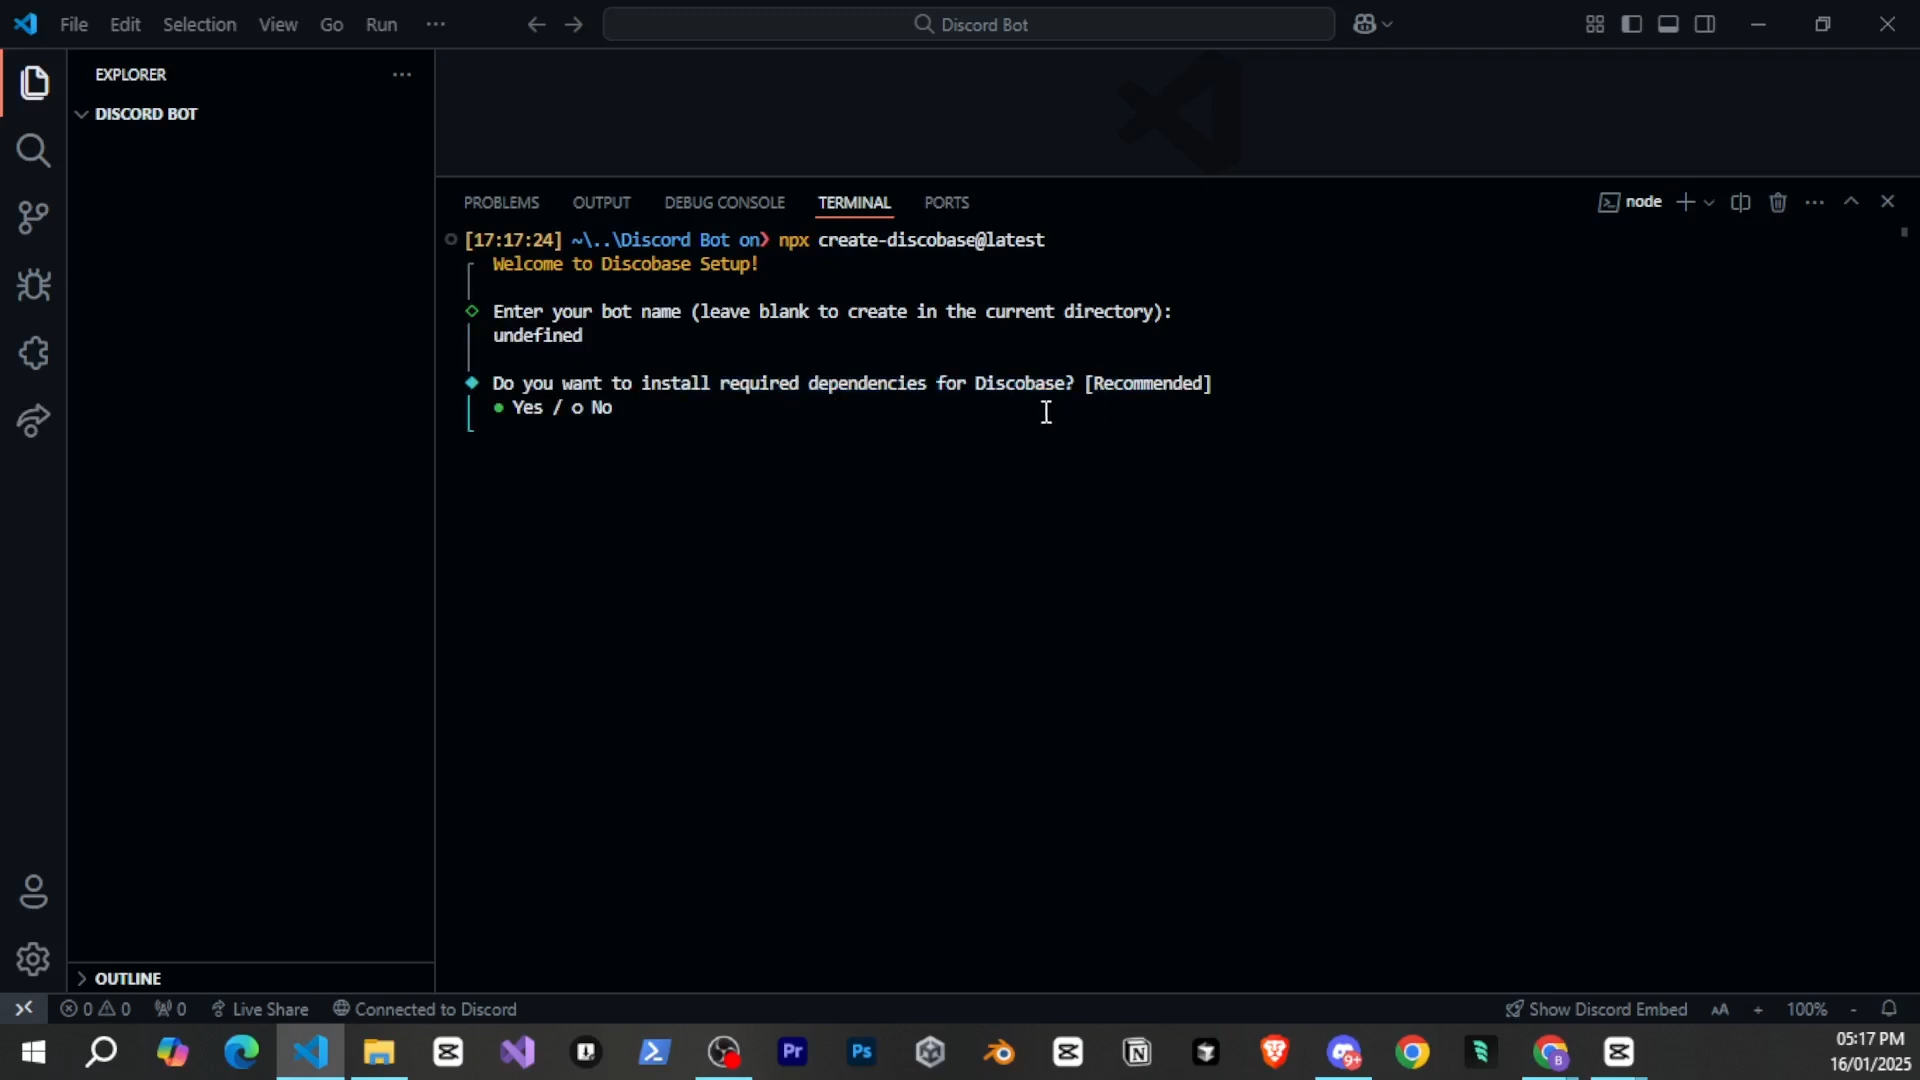 File Edit Selection View Go Run ···
Discord Bot
EXPLORER
DISCORD BOT
PROBLEMS OUTPUT DEBUG CONSOLE TERMINAL PORTS
node
[17:17:24] ~\..\Discord Bot on❯ npx create-discobase@latest
Welcome to Discobase Setup!
Enter your bot name (leave blank to create in the current directory):
undefined
Do you want to install required dependencies for Discobase? [Recommended]
● Yes / ○ No
OUTLINE
0 0 0 Live Share Connected to Discord
Show Discord Embed AA + 100% -
Pr
Ps
9+
B
05:17 PM
16/01/2025